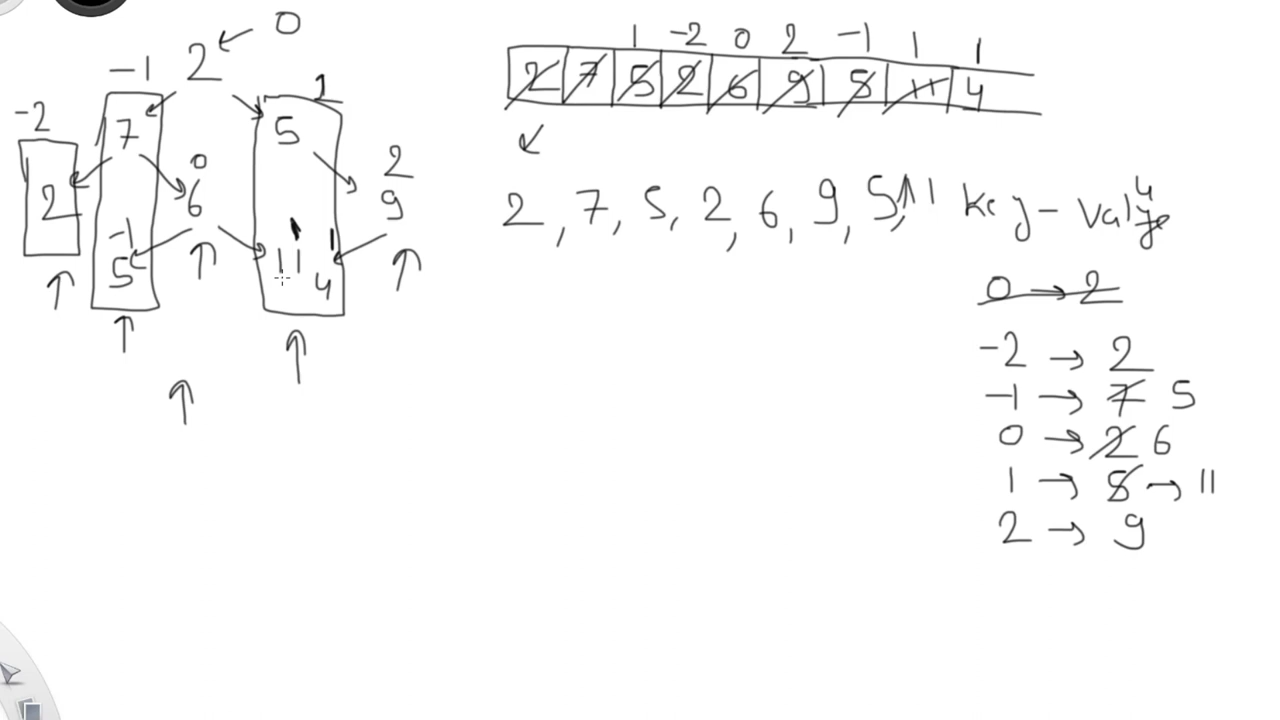 0
-1 2
-2 1
7 5
2 0 2
6 9
-1 1
5 11 4
1 -2 0 2 -1 1 1
2 7 5 2 6 9 5 11 4
2, 7, 5, 2, 6, 9, 5, 11 key-value
4
0 → 2
-2 → 2
-1 → 7 5
0 → 2 6
1 → 5 → 11
2 → 9